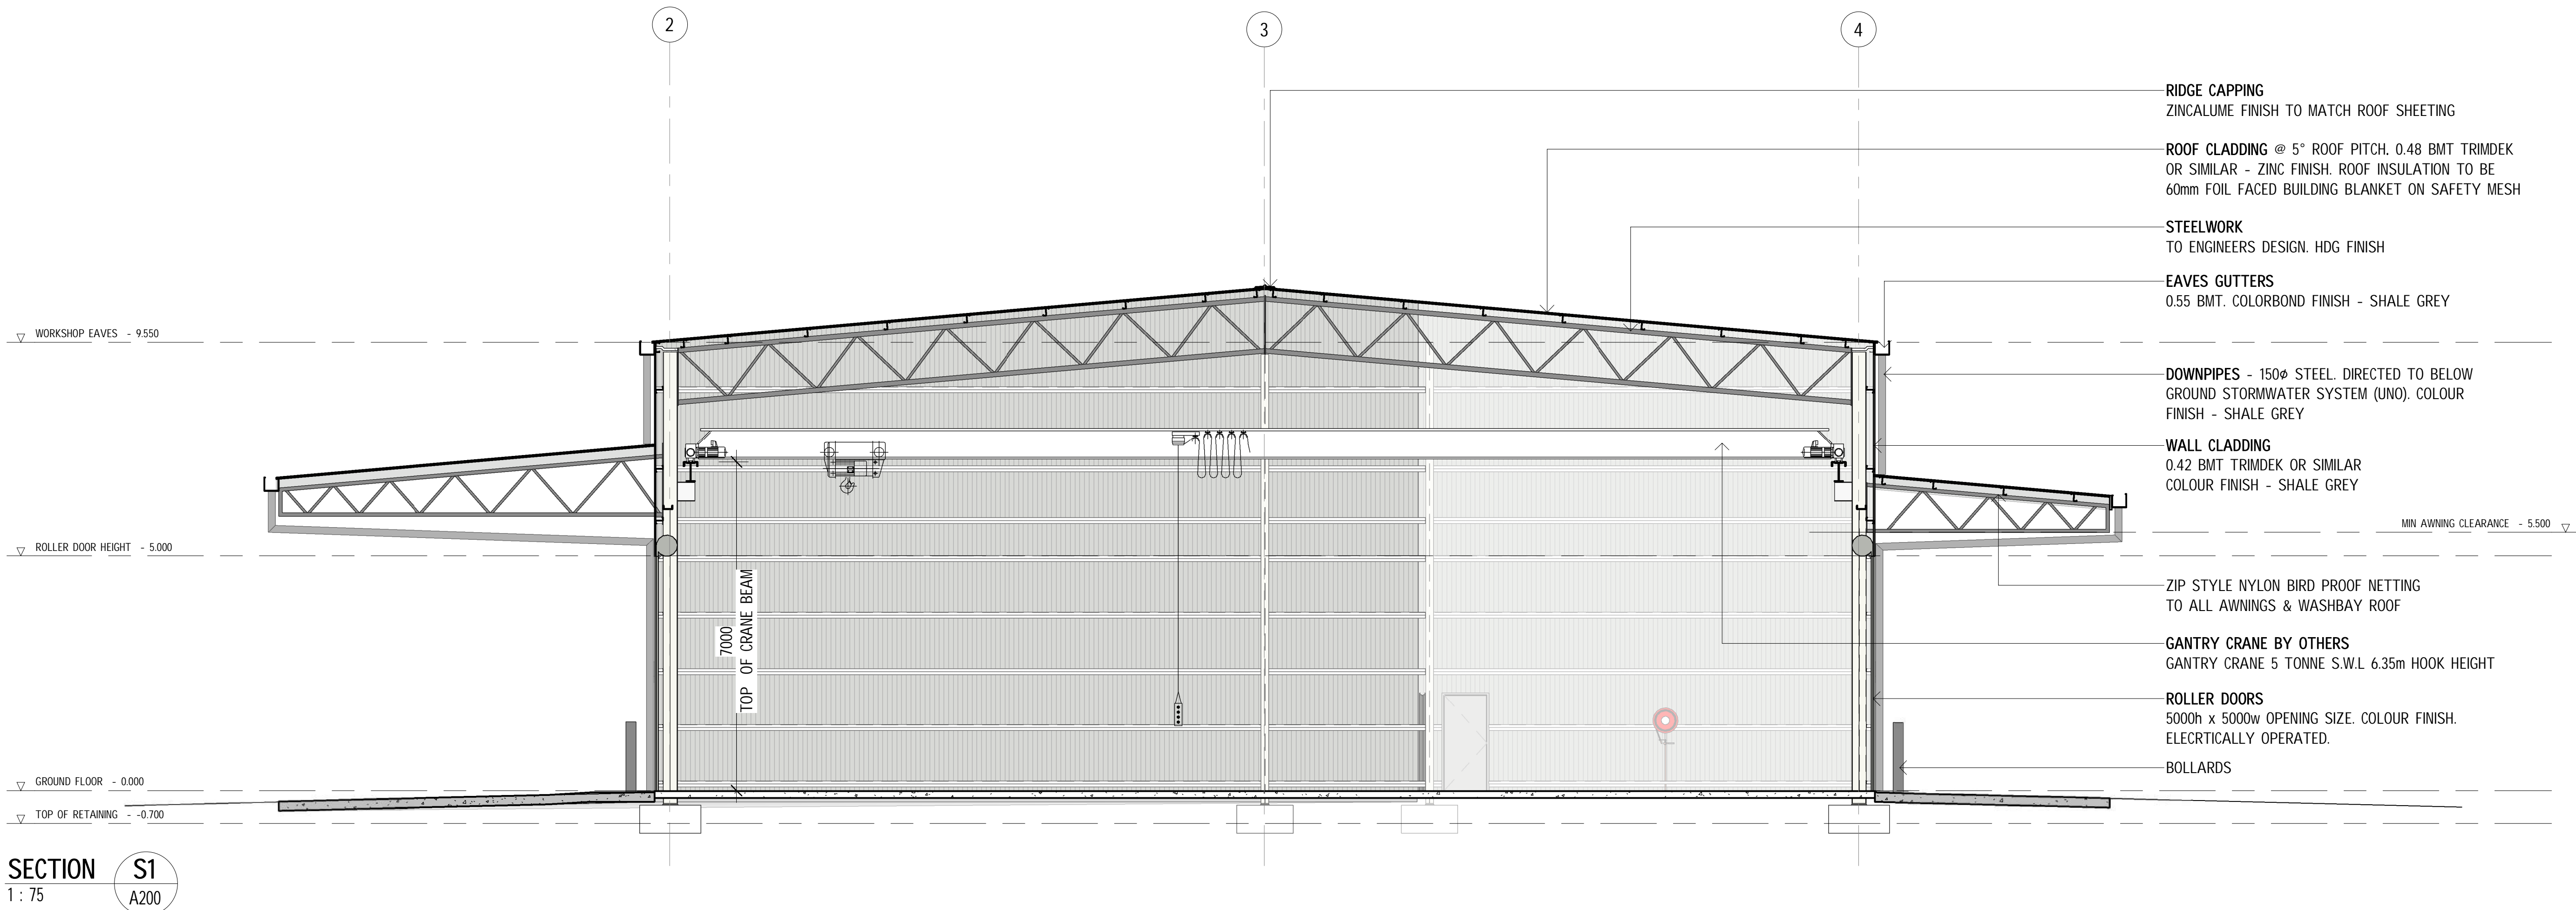 2
3
4
RIDGE CAPPING
ZINCALUME FINISH TO MATCH ROOF SHEETING
ROOF CLADDING @ 5° ROOF PITCH, 0.48 BMT TRIMDEK
OR SIMILAR - ZINC FINISH. ROOF INSULATION TO BE
60mm FOIL FACED BUILDING BLANKET ON SAFETY MESH
STEELWORK
TO ENGINEERS DESIGN. HDG FINISH
EAVES GUTTERS
0.55 BMT. COLORBOND FINISH - SHALE GREY
WORKSHOP EAVES - 9.550
DOWNPIPES - 150ø STEEL. DIRECTED TO BELOW
GROUND STORMWATER SYSTEM (UNO). COLOUR
FINISH - SHALE GREY
WALL CLADDING
0.42 BMT TRIMDEK OR SIMILAR
COLOUR FINISH - SHALE GREY
MIN AWNING CLEARANCE - 5.500
ROLLER DOOR HEIGHT - 5.000
7000
TOP OF CRANE BEAM
ZIP STYLE NYLON BIRD PROOF NETTING
TO ALL AWNINGS & WASHBAY ROOF
GANTRY CRANE BY OTHERS
GANTRY CRANE 5 TONNE S.W.L 6.35m HOOK HEIGHT
ROLLER DOORS
5000h x 5000w OPENING SIZE. COLOUR FINISH.
ELECRTICALLY OPERATED.
BOLLARDS
GROUND FLOOR - 0.000
TOP OF RETAINING - -0.700
SECTION
1 : 75
S1
A200